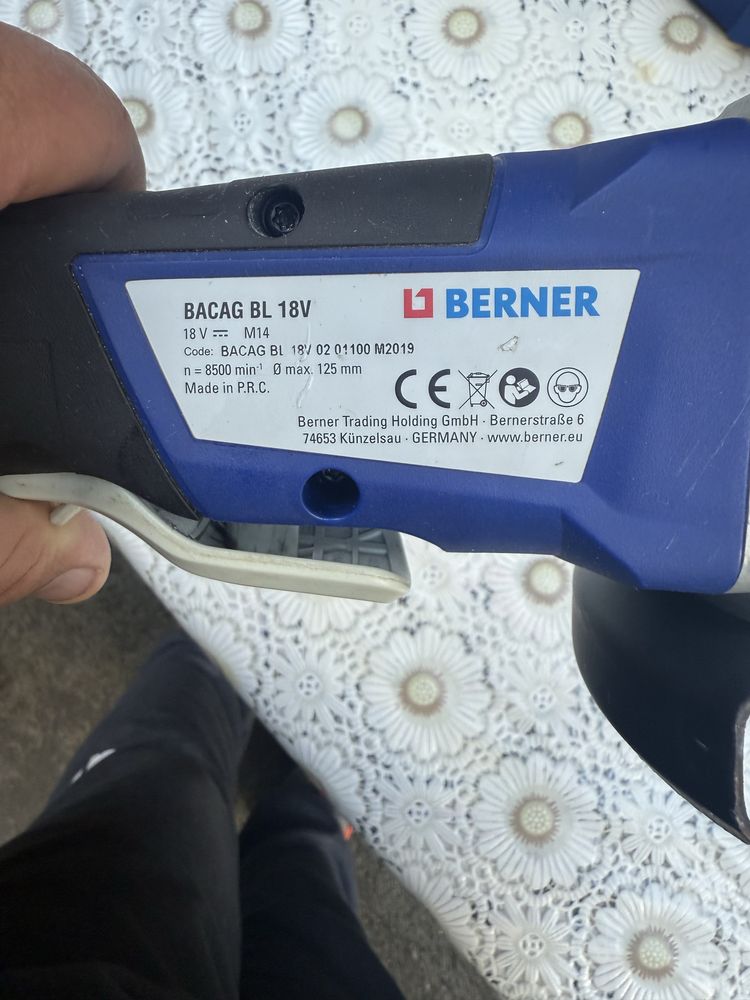 BACAG BL 18V
BERNER
18 V ⎓ M14
Code: BACAG BL 18V 02 01100 M2019
n = 8500 min⁻¹ Ø max. 125 mm
Made in P.R.C.
CE
Berner Trading Holding GmbH · Bernerstraße 6
74653 Künzelsau · GERMANY · www.berner.eu